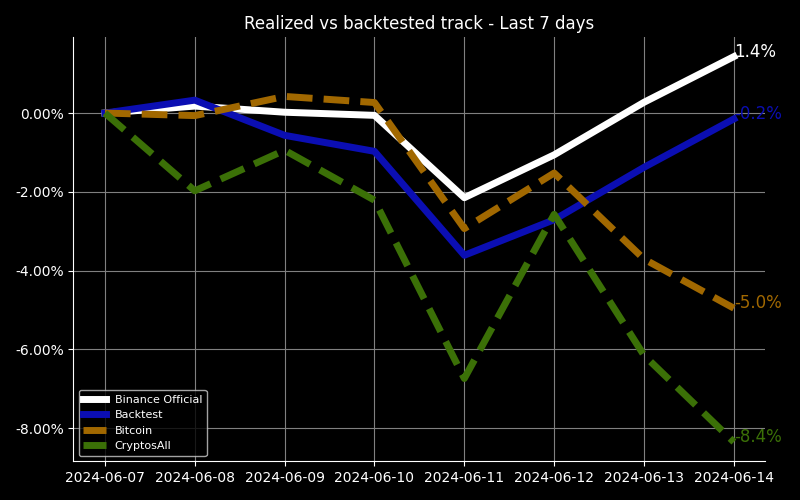 Realized vs backtested track - Last 7 days
1.4%
-0.2%
0.00%
-2.00%
-4.00%
-5.0%
-6.00%
-8.00%
-8.4%
Binance Official
Backtest
Bitcoin
CryptosAll
2024-06-07 2024-06-08 2024-06-09 2024-06-10 2024-06-11 2024-06-12 2024-06-13 2024-06-14